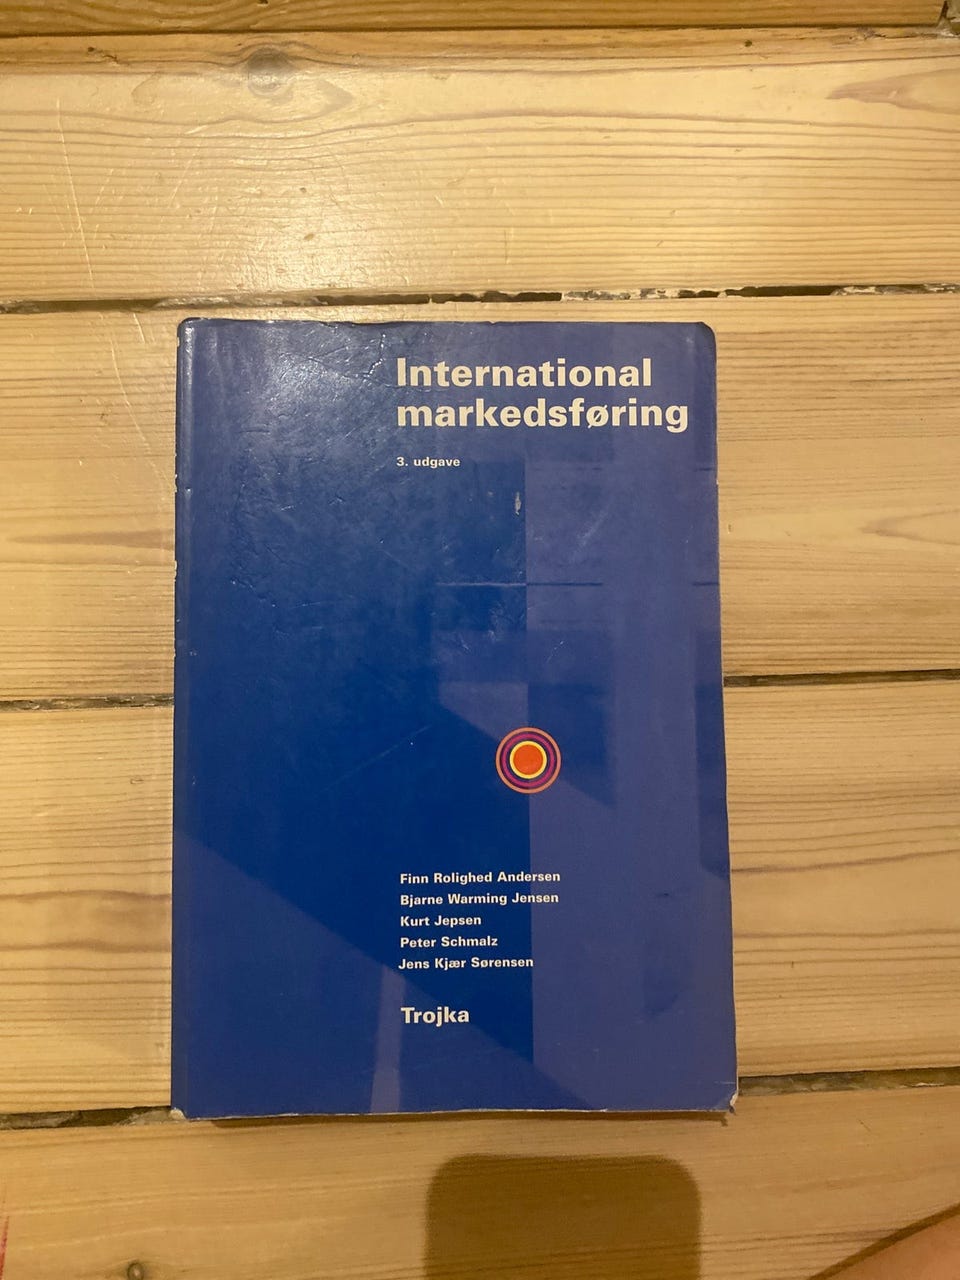 International
markedsføring
3. udgave
Finn Rolighed Andersen
Bjarne Warming Jensen
Kurt Jepsen
Peter Schmalz
Jens Kjær Sørensen
Trojka